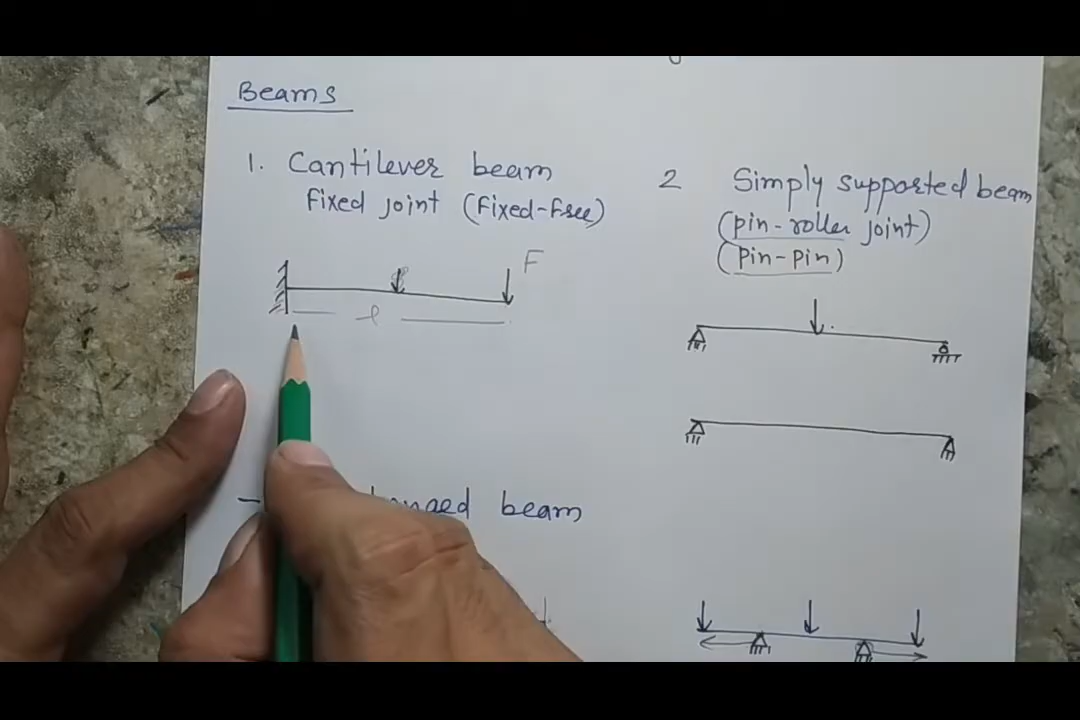 Beams
1. Cantilever beam
fixed joint (fixed-free)
F
l
2 Simply supported beam
(pin-roller joint)
(pin-pin)
beam